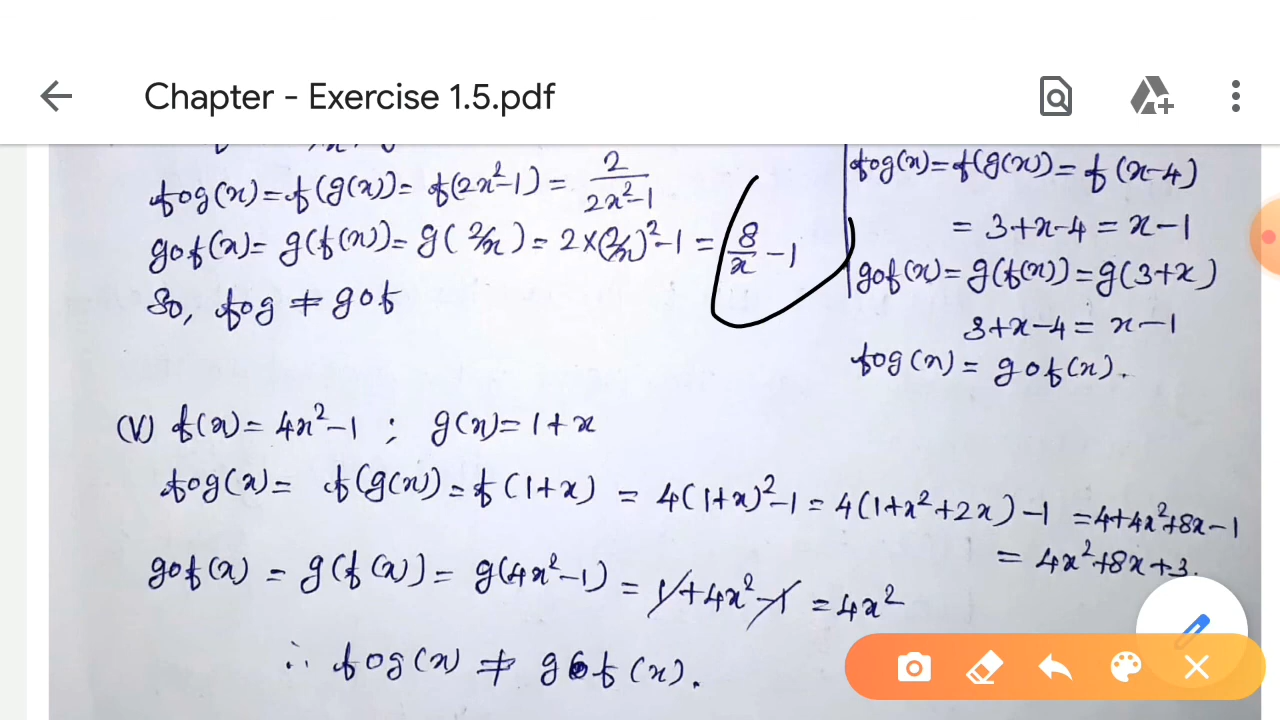 Chapter - Exercise 1.5.pdf
fog(x)=f(g(x))= f(2x²-1) = 2/(2x²-1)
gof(x)= g(f(x))= g(2/x) = 2×(2/x)²-1 = 8/x - 1
So, fog ≠ gof
fog(x)=f(g(x))= f(x-4)
= 3+x-4 = x-1
gof(x)=g(f(x))=g(3+x)
3+x-4= x-1
fog(x)= gof(x).
(V) f(x)= 4x²-1 ; g(x)= 1+x
fog(x)= f(g(x))= f(1+x) = 4(1+x)²-1 = 4(1+x²+2x)-1 =4+4x²+8x-1
= 4x²+8x+3.
gof(x) = g(f(x))= g(4x²-1) = 1+4x²-1 = 4x²
∴ fog(x) ≠ gof(x).